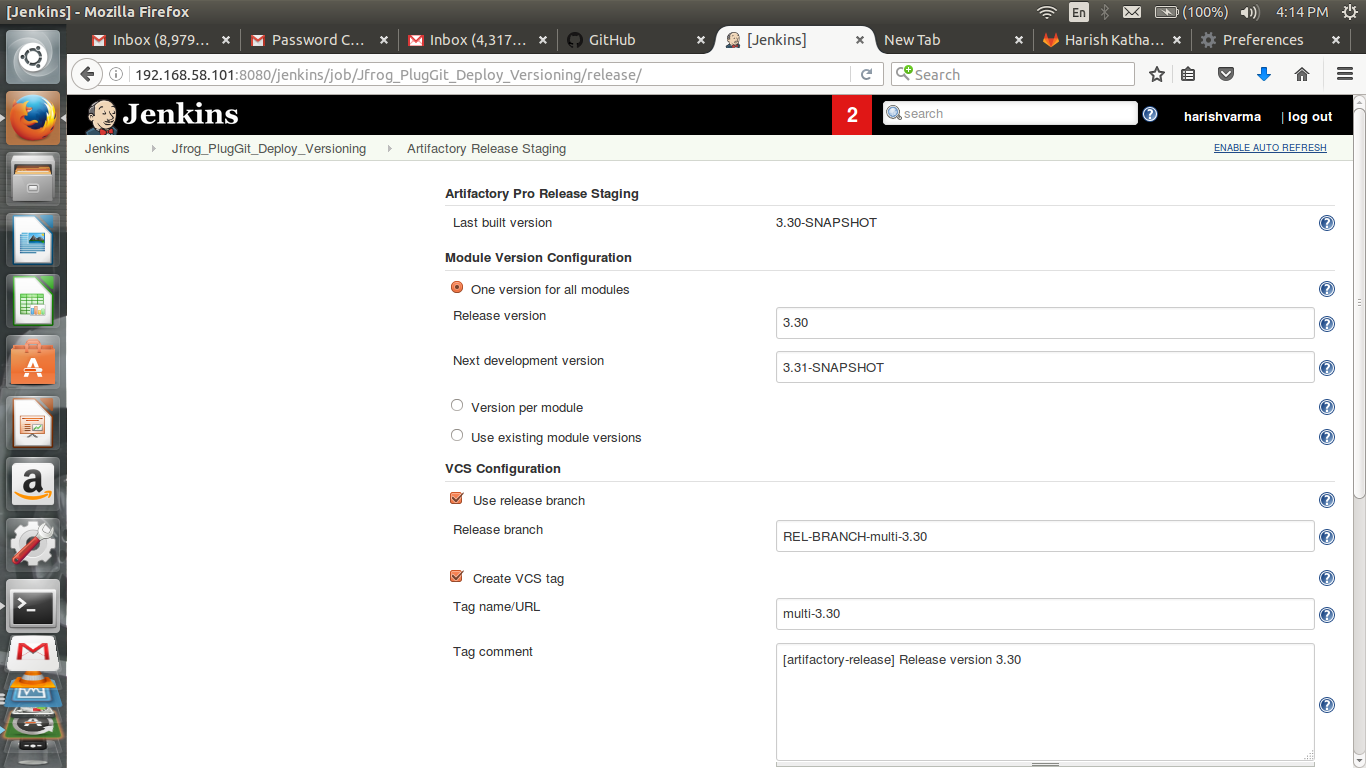 [Jenkins] - Mozilla Firefox
En
(100%)
4:14 PM
Inbox (8,979...
Password C...
Inbox (4,317...
GitHub
[Jenkins]
New Tab
Harish Katha...
Preferences
192.168.58.101:8080/jenkins/job/Jfrog_PlugGit_Deploy_Versioning/release/
Search
Jenkins
2
search
harishvarma
| log out
Jenkins
Jfrog_PlugGit_Deploy_Versioning
Artifactory Release Staging
ENABLE AUTO REFRESH
Artifactory Pro Release Staging
Last built version
3.30-SNAPSHOT
Module Version Configuration
One version for all modules
Release version
3.30
Next development version
3.31-SNAPSHOT
Version per module
Use existing module versions
VCS Configuration
Use release branch
Release branch
REL-BRANCH-multi-3.30
Create VCS tag
Tag name/URL
multi-3.30
Tag comment
[artifactory-release] Release version 3.30